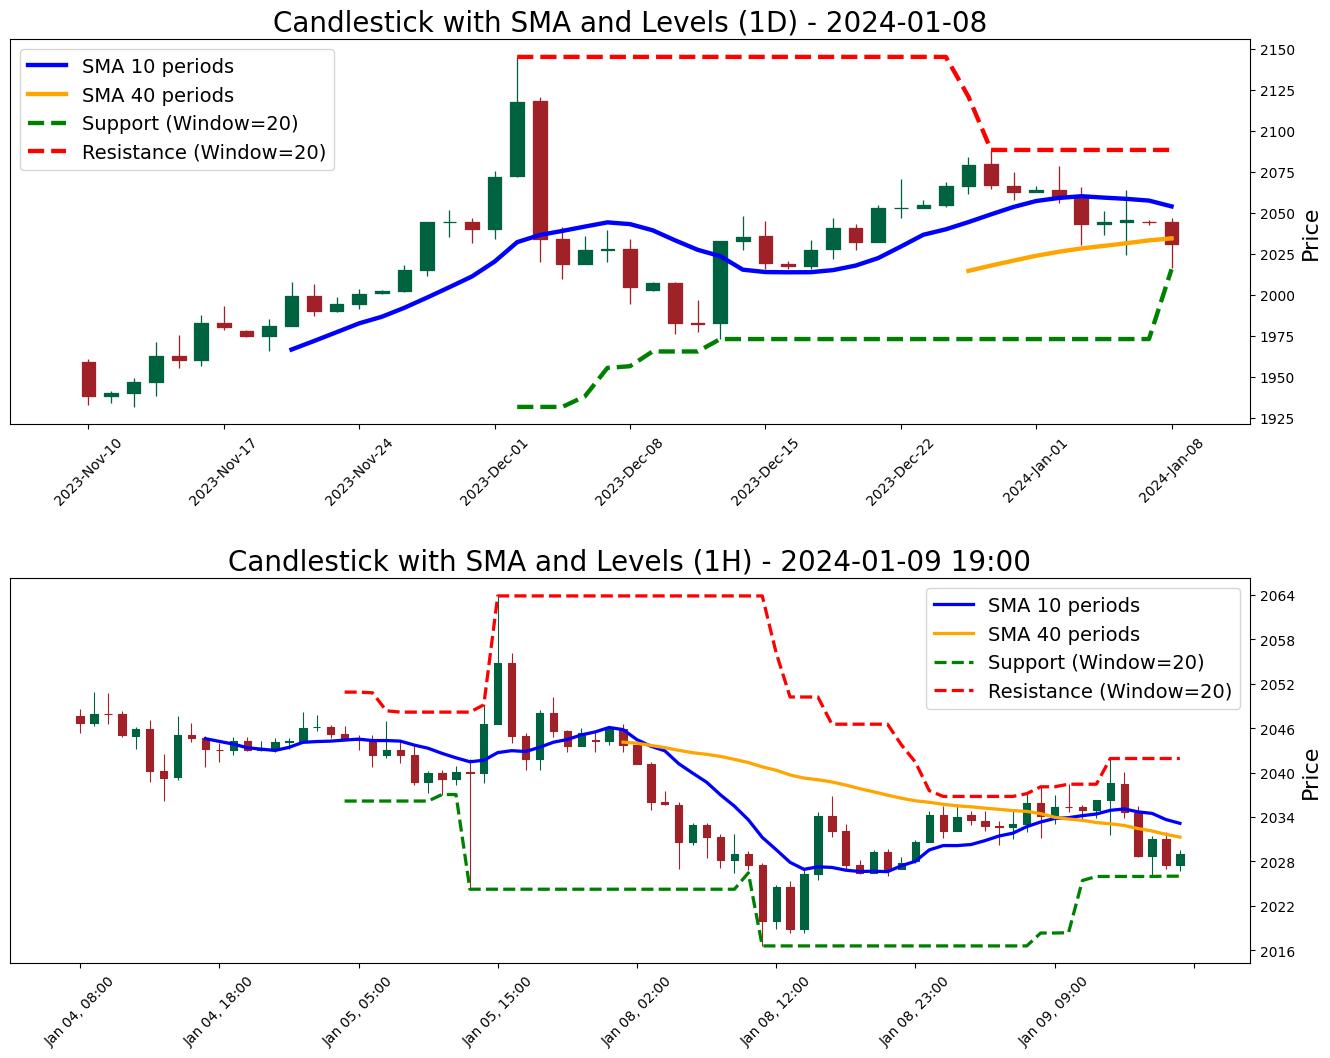 Candlestick with SMA and Levels (1D) - 2024-01-08
SMA 10 periods
SMA 40 periods
Support (Window=20)
Resistance (Window=20)
2150
2125
2100
2075
2050
2025
2000
1975
1950
1925
Price
2023-Nov-10
2023-Nov-17
2023-Nov-24
2023-Dec-01
2023-Dec-08
2023-Dec-15
2023-Dec-22
2024-Jan-01
2024-Jan-08
Candlestick with SMA and Levels (1H) - 2024-01-09 19:00
SMA 10 periods
SMA 40 periods
Support (Window=20)
Resistance (Window=20)
2064
2058
2052
2046
2040
2034
2028
2022
2016
Price
Jan 04, 08:00
Jan 04, 18:00
Jan 05, 05:00
Jan 05, 15:00
Jan 08, 02:00
Jan 08, 12:00
Jan 08, 23:00
Jan 09, 09:00